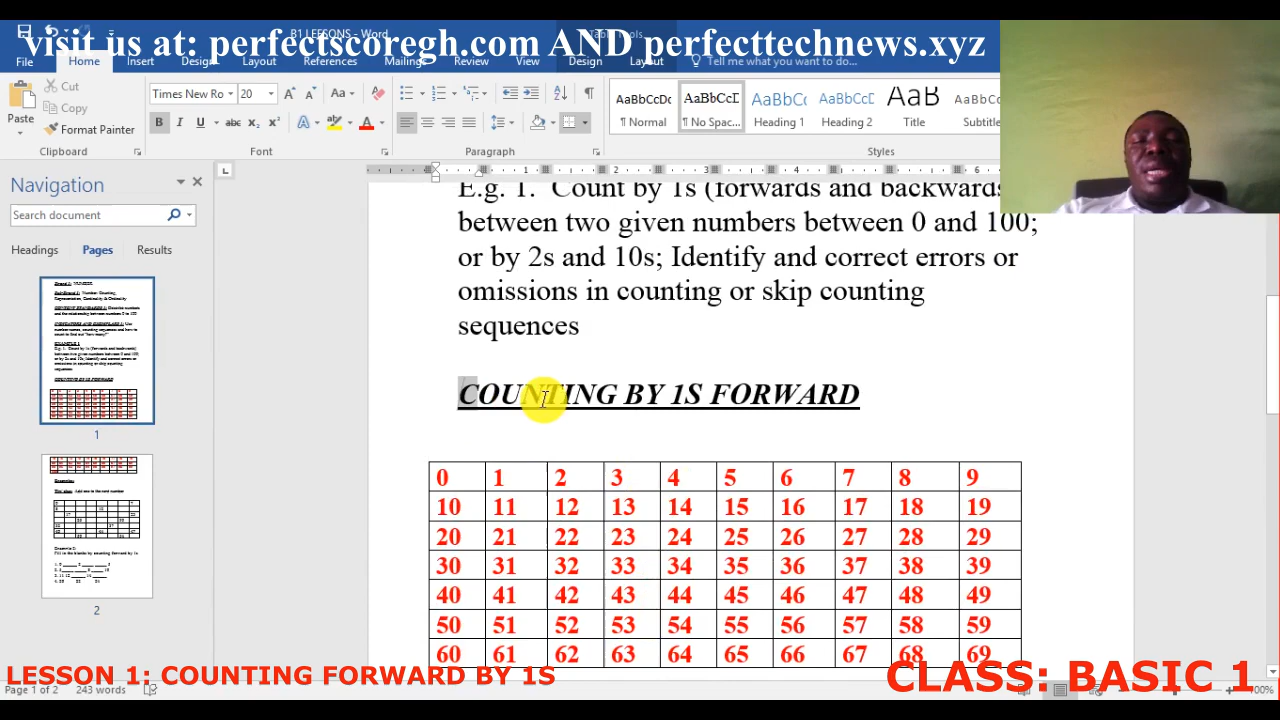 visit us at: perfectscoregh.com AND perfecttechnews.xyz
B1 LESSONS - Word
File Home Insert Design Layout References Mailings Review View Design Layout Tell me what you want to do...
Paste
Cut
Copy
Format Painter
Times New Ro 20
AaBbCcDc AaBbCcD AaBbCc AaBbCcD AaB AaBbCcD
¶ Normal ¶ No Spac... Heading 1 Heading 2 Title Subtitle
Clipboard Font Paragraph Styles
Navigation
Search document
Headings Pages Results
1
2
E.g. 1. Count by 1s (forwards and backwards
between two given numbers between 0 and 100;
or by 2s and 10s; Identify and correct errors or
omissions in counting or skip counting
sequences
COUNTING BY 1S FORWARD
0 1 2 3 4 5 6 7 8 9
10 11 12 13 14 15 16 17 18 19
20 21 22 23 24 25 26 27 28 29
30 31 32 33 34 35 36 37 38 39
40 41 42 43 44 45 46 47 48 49
50 51 52 53 54 55 56 57 58 59
60 61 62 63 64 65 66 67 68 69
LESSON 1; COUNTING FORWARD BY 1S
CLASS: BASIC 1
Page 1 of 2 243 words
100%